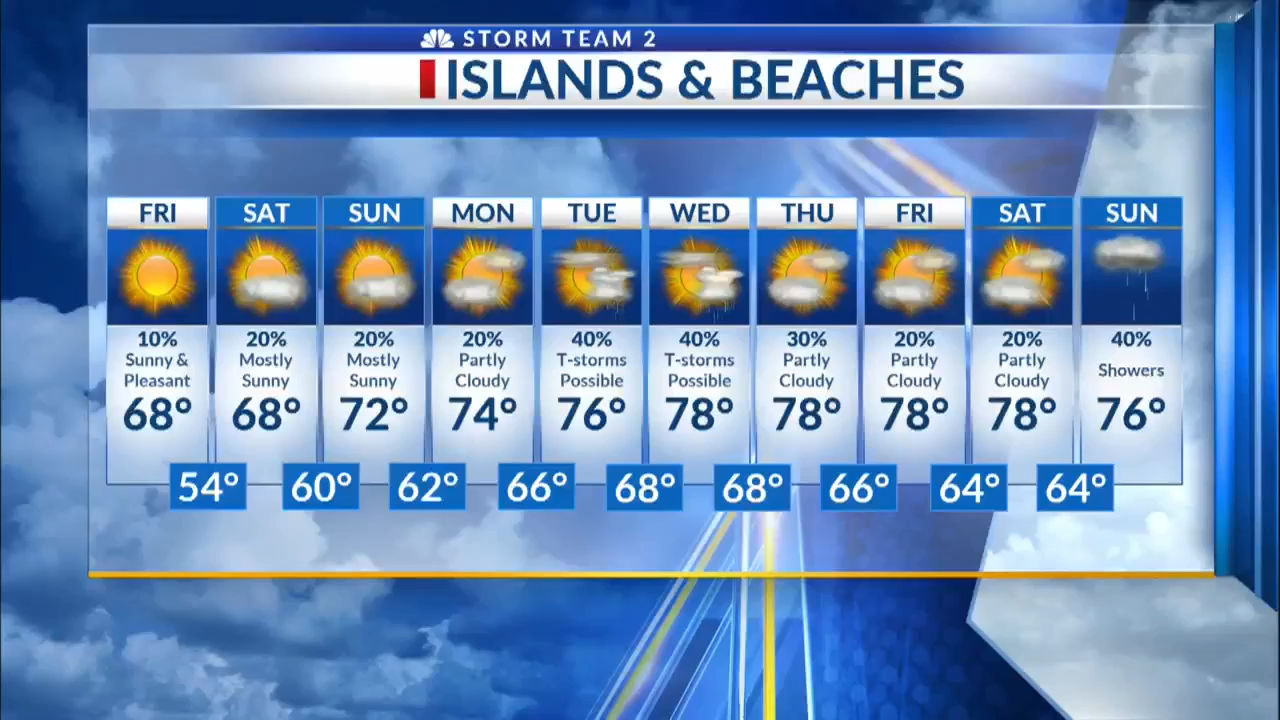 STORM TEAM 2
ISLANDS & BEACHES
FRI SAT SUN MON TUE WED THU FRI SAT SUN
10% 20% 20% 20% 40% 40% 30% 20% 20% 40%
Sunny & Mostly Mostly Partly T-storms T-storms Partly Partly Partly Showers
Pleasant Sunny Sunny Cloudy Possible Possible Cloudy Cloudy Cloudy
68° 68° 72° 74° 76° 78° 78° 78° 78° 76°
54° 60° 62° 66° 68° 68° 66° 64° 64°